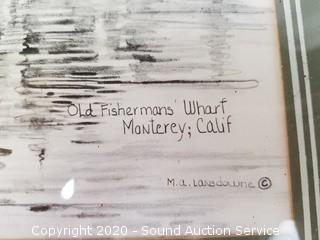 Old Fishermans' Wharf
Monterey; Calif
M.a. Lansdowne ©
Copyright 2020 - Sound Auction Service